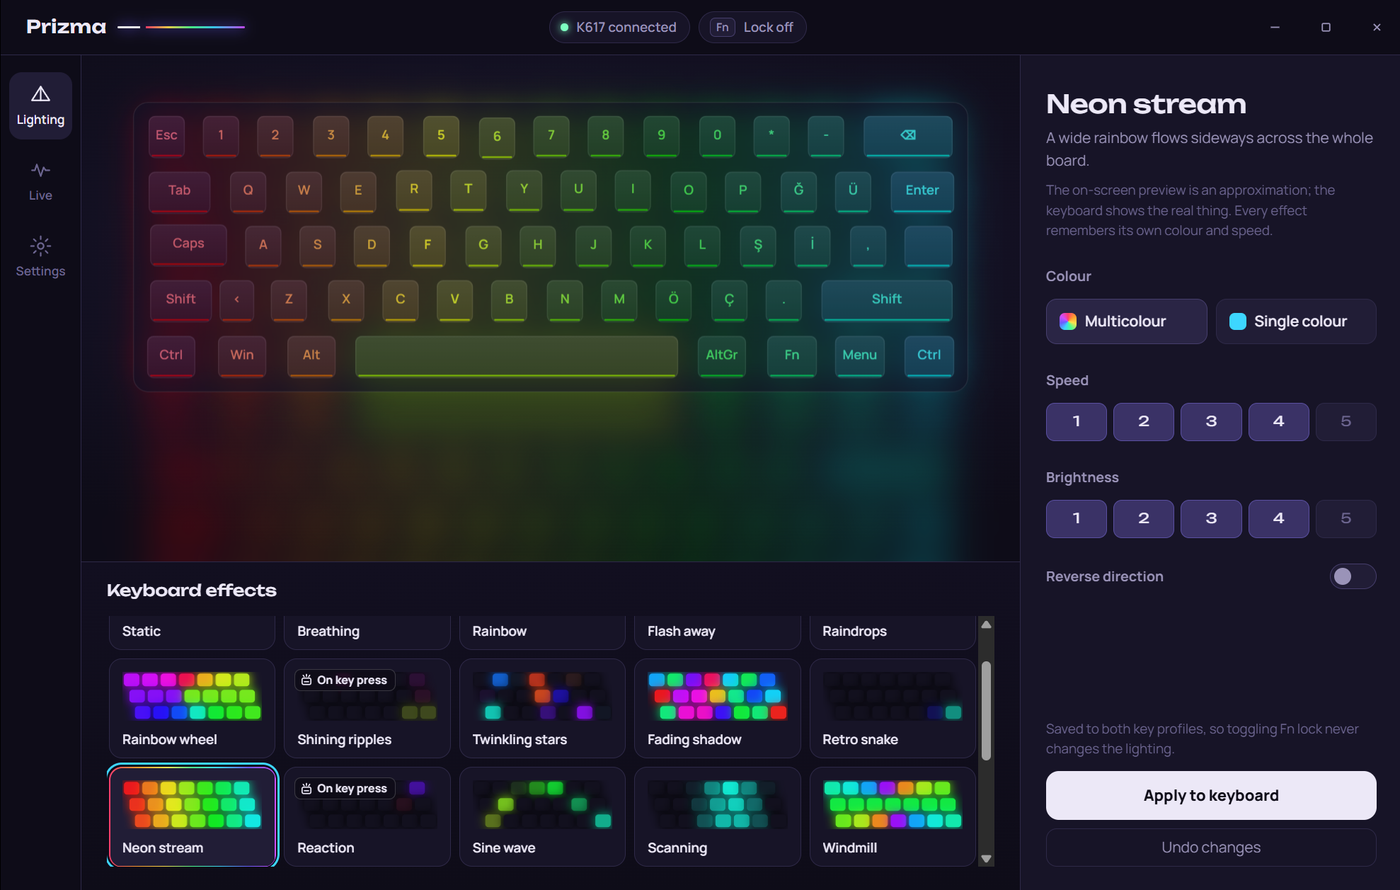 Prizma
K617 connected
Fn Lock off
Lighting
Live
Settings
Esc 1 2 3 4 5 6 7 8 9 0 * - ⌫
Tab Q W E R T Y U I O P Ğ Ü Enter
Caps A S D F G H J K L Ş İ ,
Shift < Z X C V B N M Ö Ç . Shift
Ctrl Win Alt AltGr Fn Menu Ctrl
Keyboard effects
Static Breathing Rainbow Flash away Raindrops
On key press
Rainbow wheel Shining ripples Twinkling stars Fading shadow Retro snake
On key press
Neon stream Reaction Sine wave Scanning Windmill
Neon stream
A wide rainbow flows sideways across the whole
board.
The on-screen preview is an approximation; the
keyboard shows the real thing. Every effect
remembers its own colour and speed.
Colour
Multicolour Single colour
Speed
1 2 3 4 5
Brightness
1 2 3 4 5
Reverse direction
Saved to both key profiles, so toggling Fn lock never
changes the lighting.
Apply to keyboard
Undo changes